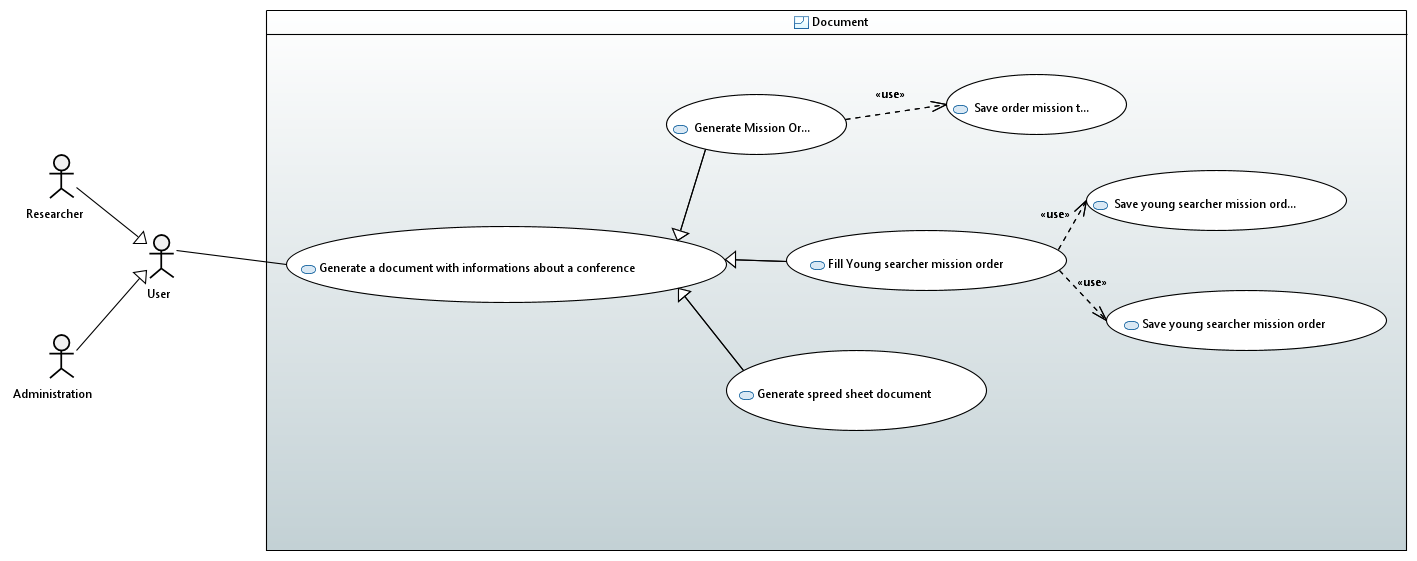 Document
«use»
Save order mission t...
Generate Mission Or...
Researcher
Save young searcher mission ord...
«use»
User
Generate a document with informations about a conference
Fill Young searcher mission order
«use»
Save young searcher mission order
Administration
Generate spreed sheet document